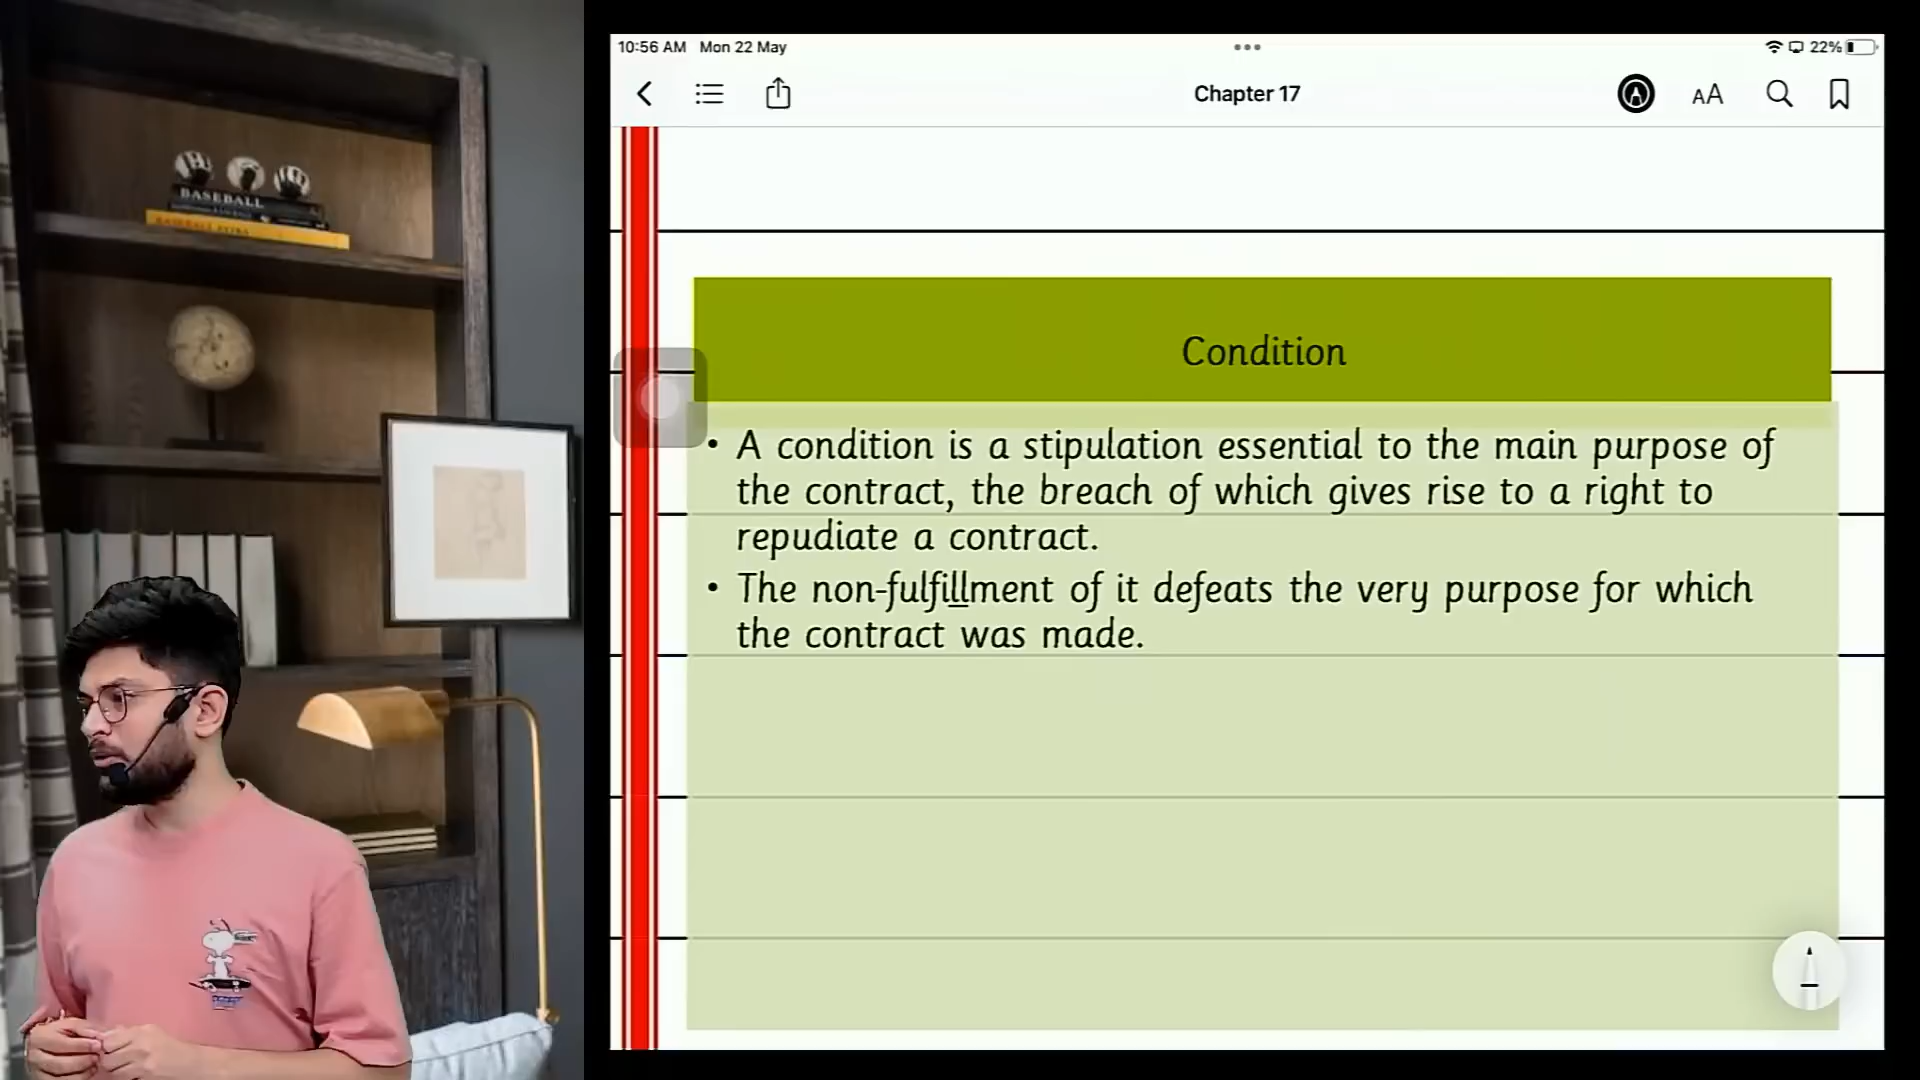 BASEBALL
10:56 AM Mon 22 May
22%
Chapter 17
AA
Condition
• A condition is a stipulation essential to the main purpose of
the contract, the breach of which gives rise to a right to
repudiate a contract.
• The non-fulfillment of it defeats the very purpose for which
the contract was made.